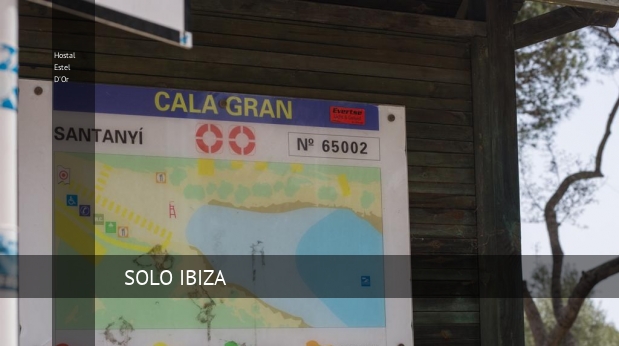 Hostal
Estel
D'Or
CALA GRAN
SANTANYÍ
Nº 65002
SOLO IBIZA